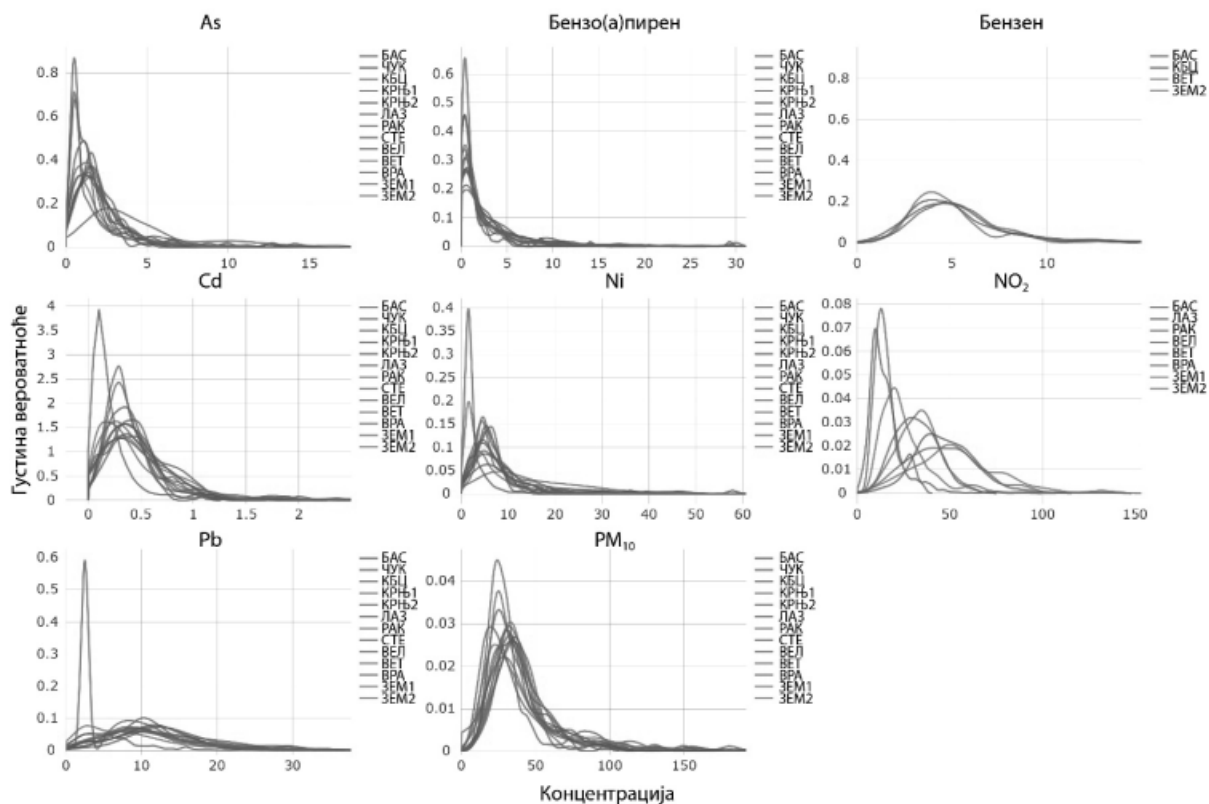 As
0.8
0.6
0.4
0.2
0
0
5
10
15
БАС
ЧУК
КБЦ
КРЊ1
КРЊ2
ЛАЗ
РАК
СТЕ
ВЕЛ
ВЕТ
ВРА
ЗЕМ1
ЗЕМ2
Бензо(а)пирен
0.6
0.5
0.4
0.3
0.2
0.1
0
0
5
10
15
20
25
30
БАС
ЧУК
КБЦ
КРЊ1
КРЊ2
ЛАЗ
РАК
СТЕ
ВЕЛ
ВЕТ
ВРА
ЗЕМ1
ЗЕМ2
Бензен
0.8
0.6
0.4
0.2
0
0
5
10
БАС
КБЦ
ВЕТ
ЗЕМ2
Густина вероватноће
Cd
4
3.5
3
2.5
2
1.5
1
0.5
0
0
0.5
1
1.5
2
БАС
ЧУК
КБЦ
КРЊ1
КРЊ2
ЛАЗ
РАК
СТЕ
ВЕЛ
ВЕТ
ВРА
ЗЕМ1
ЗЕМ2
Ni
0.4
0.35
0.3
0.25
0.2
0.15
0.1
0.05
0
0
10
20
30
40
50
60
БАС
ЧУК
КБЦ
КРЊ1
КРЊ2
ЛАЗ
РАК
СТЕ
ВЕЛ
ВЕТ
ВРА
ЗЕМ1
ЗЕМ2
NO₂
0.08
0.07
0.06
0.05
0.04
0.03
0.02
0.01
0
0
50
100
150
БАС
ЛАЗ
РАК
ВЕЛ
ВЕТ
ВРА
ЗЕМ1
ЗЕМ2
Pb
0.6
0.5
0.4
0.3
0.2
0.1
0
0
10
20
30
БАС
ЧУК
КБЦ
КРЊ1
КРЊ2
ЛАЗ
РАК
СТЕ
ВЕЛ
ВЕТ
ВРА
ЗЕМ1
ЗЕМ2
PM₁₀
0.04
0.03
0.02
0.01
0
0
50
100
150
БАС
ЧУК
КБЦ
КРЊ1
КРЊ2
ЛАЗ
РАК
СТЕ
ВЕЛ
ВЕТ
ВРА
ЗЕМ1
ЗЕМ2
Концентрација